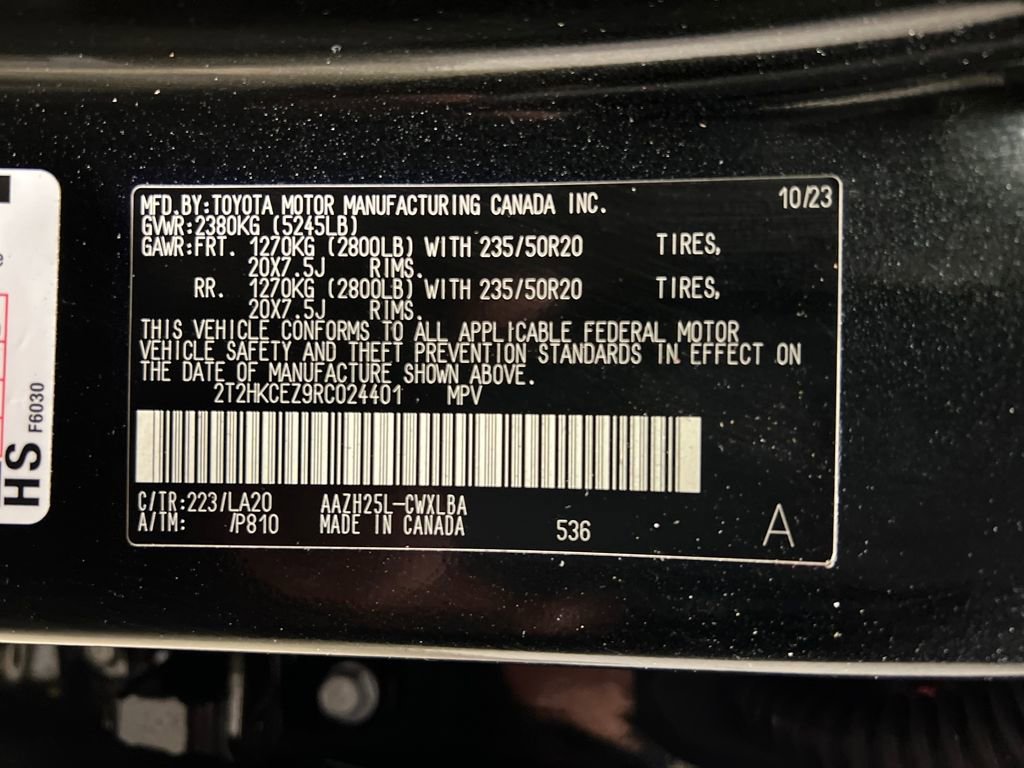 MFD.BY:TOYOTA MOTOR MANUFACTURING CANADA INC. 10/23
GVWR:2380KG (5245LB)
GAWR:FRT. 1270KG (2800LB) WITH 235/50R20 TIRES,
20X7.5J RIMS.
RR. 1270KG (2800LB) WITH 235/50R20 TIRES,
20X7.5J RIMS.
THIS VEHICLE CONFORMS TO ALL APPLICABLE FEDERAL MOTOR
VEHICLE SAFETY AND THEFT PREVENTION STANDARDS IN EFFECT ON
THE DATE OF MANUFACTURE SHOWN ABOVE.
2T2HKCEZ9RC024401 MPV
C/TR:223/LA20 AAZH25L-CWXLBA
A/TM: /P810 MADE IN CANADA 536 A
HS F6030